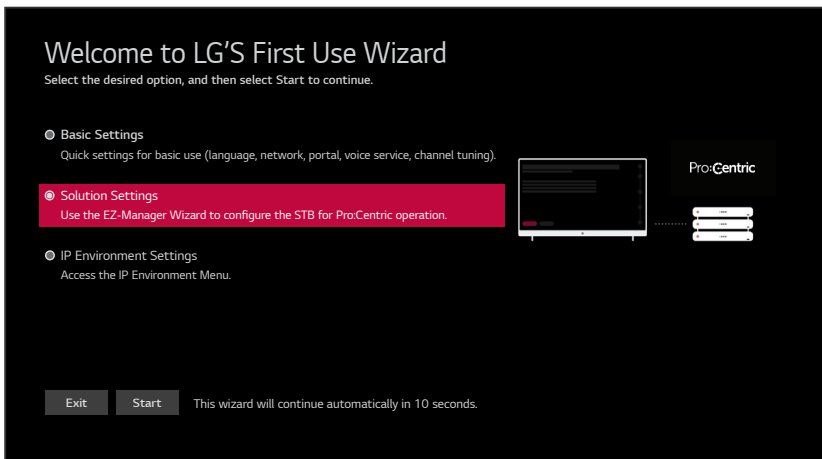 Welcome to LG'S First Use Wizard
Select the desired option, and then select Start to continue.
Basic Settings
Quick settings for basic use (language, network, portal, voice service, channel tuning).
Pro:Centric
Solution Settings
Use the EZ-Manager Wizard to configure the STB for Pro:Centric operation.
IP Environment Settings
Access the IP Environment Menu.
Exit
Start
This wizard will continue automatically in 10 seconds.